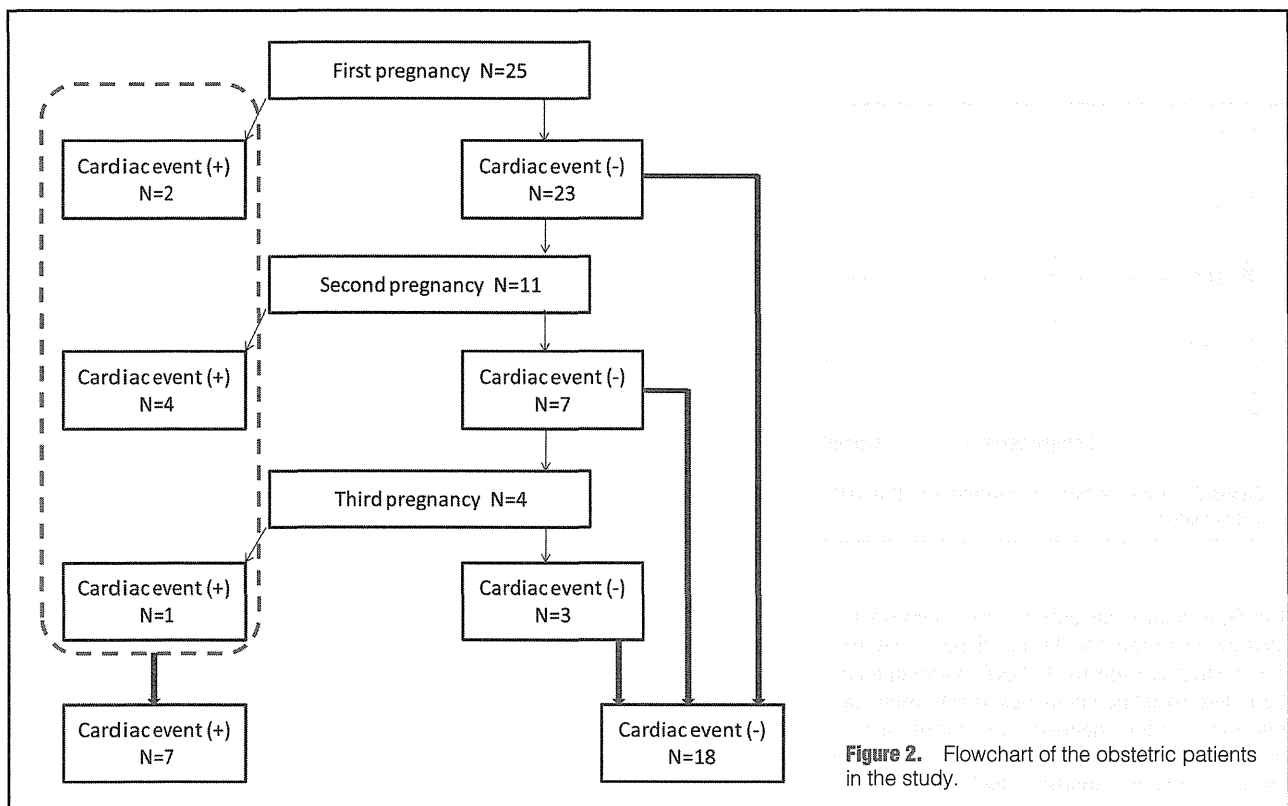 First pregnancy N=25
Cardiac event (+)
N=2
Cardiac event (-)
N=23
Second pregnancy N=11
Cardiac event (+)
N=4
Cardiac event (-)
N=7
Third pregnancy N=4
Cardiac event (+)
N=1
Cardiac event (-)
N=3
Cardiac event (+)
N=7
Cardiac event (-)
N=18
Figure 2. Flowchart of the obstetric patients
in the study.